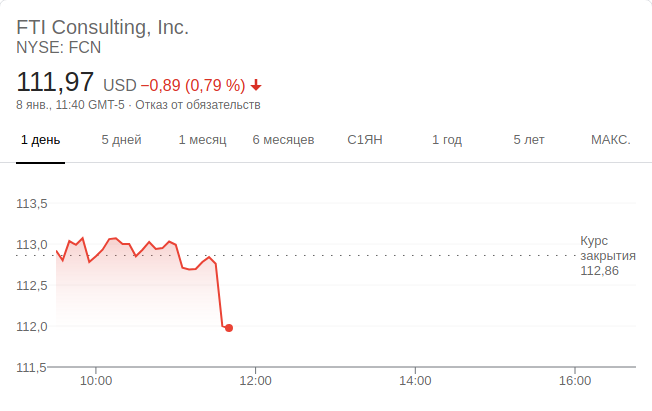 FTI Consulting, Inc.
NYSE: FCN
111,97 USD −0,89 (0,79 %)
8 янв., 11:40 GMT-5 · Отказ от обязательств
1 день 5 дней 1 месяц 6 месяцев С1ЯН 1 год 5 лет МАКС.
113,5
113,0
112,5
112,0
111,5
Курс
закрытия
112,86
10:00 12:00 14:00 16:00